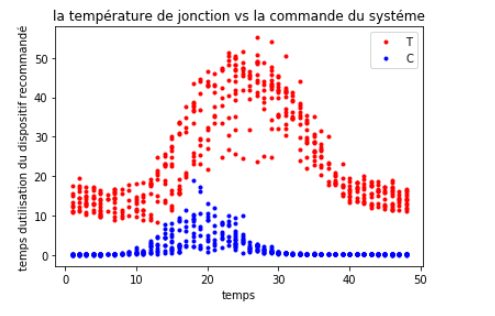 la température de jonction vs la commande du systéme
T
C
temps dutilisation du dispositif recommandé
50
40
30
20
10
0
0 10 20 30 40 50
temps